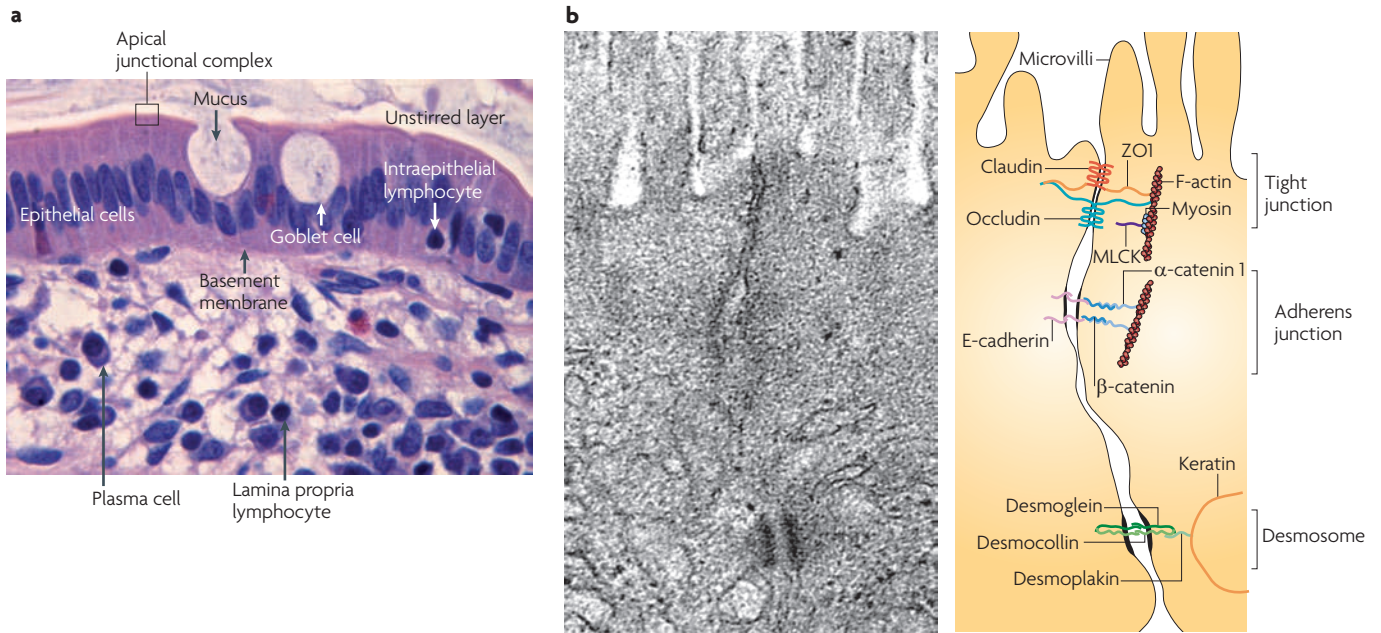 a
Apical
junctional complex
Mucus
Unstirred layer
Intraepithelial
lymphocyte
Epithelial cells
Goblet cell
Basement
membrane
Plasma cell
Lamina propria
lymphocyte
b
Microvilli
Claudin
ZO1
F-actin
Tight
junction
Occludin
Myosin
MLCK
α-catenin 1
Adherens
junction
E-cadherin
β-catenin
Keratin
Desmoglein
Desmocollin
Desmosome
Desmoplakin